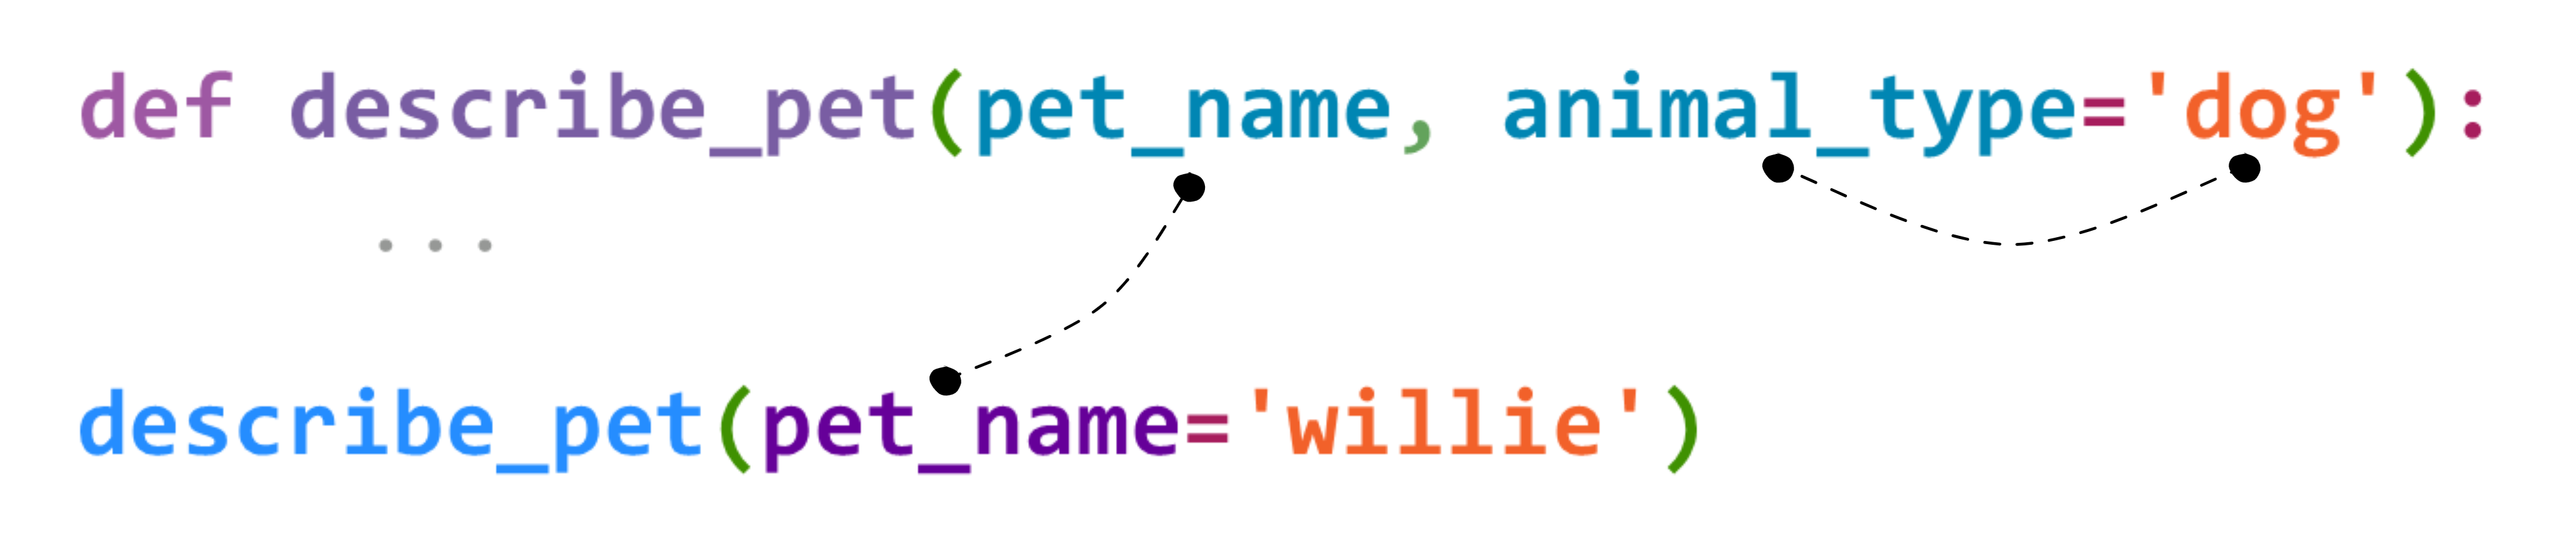 def describe_pet(pet_name, animal_type='dog'):
...
describe_pet(pet_name='willie')